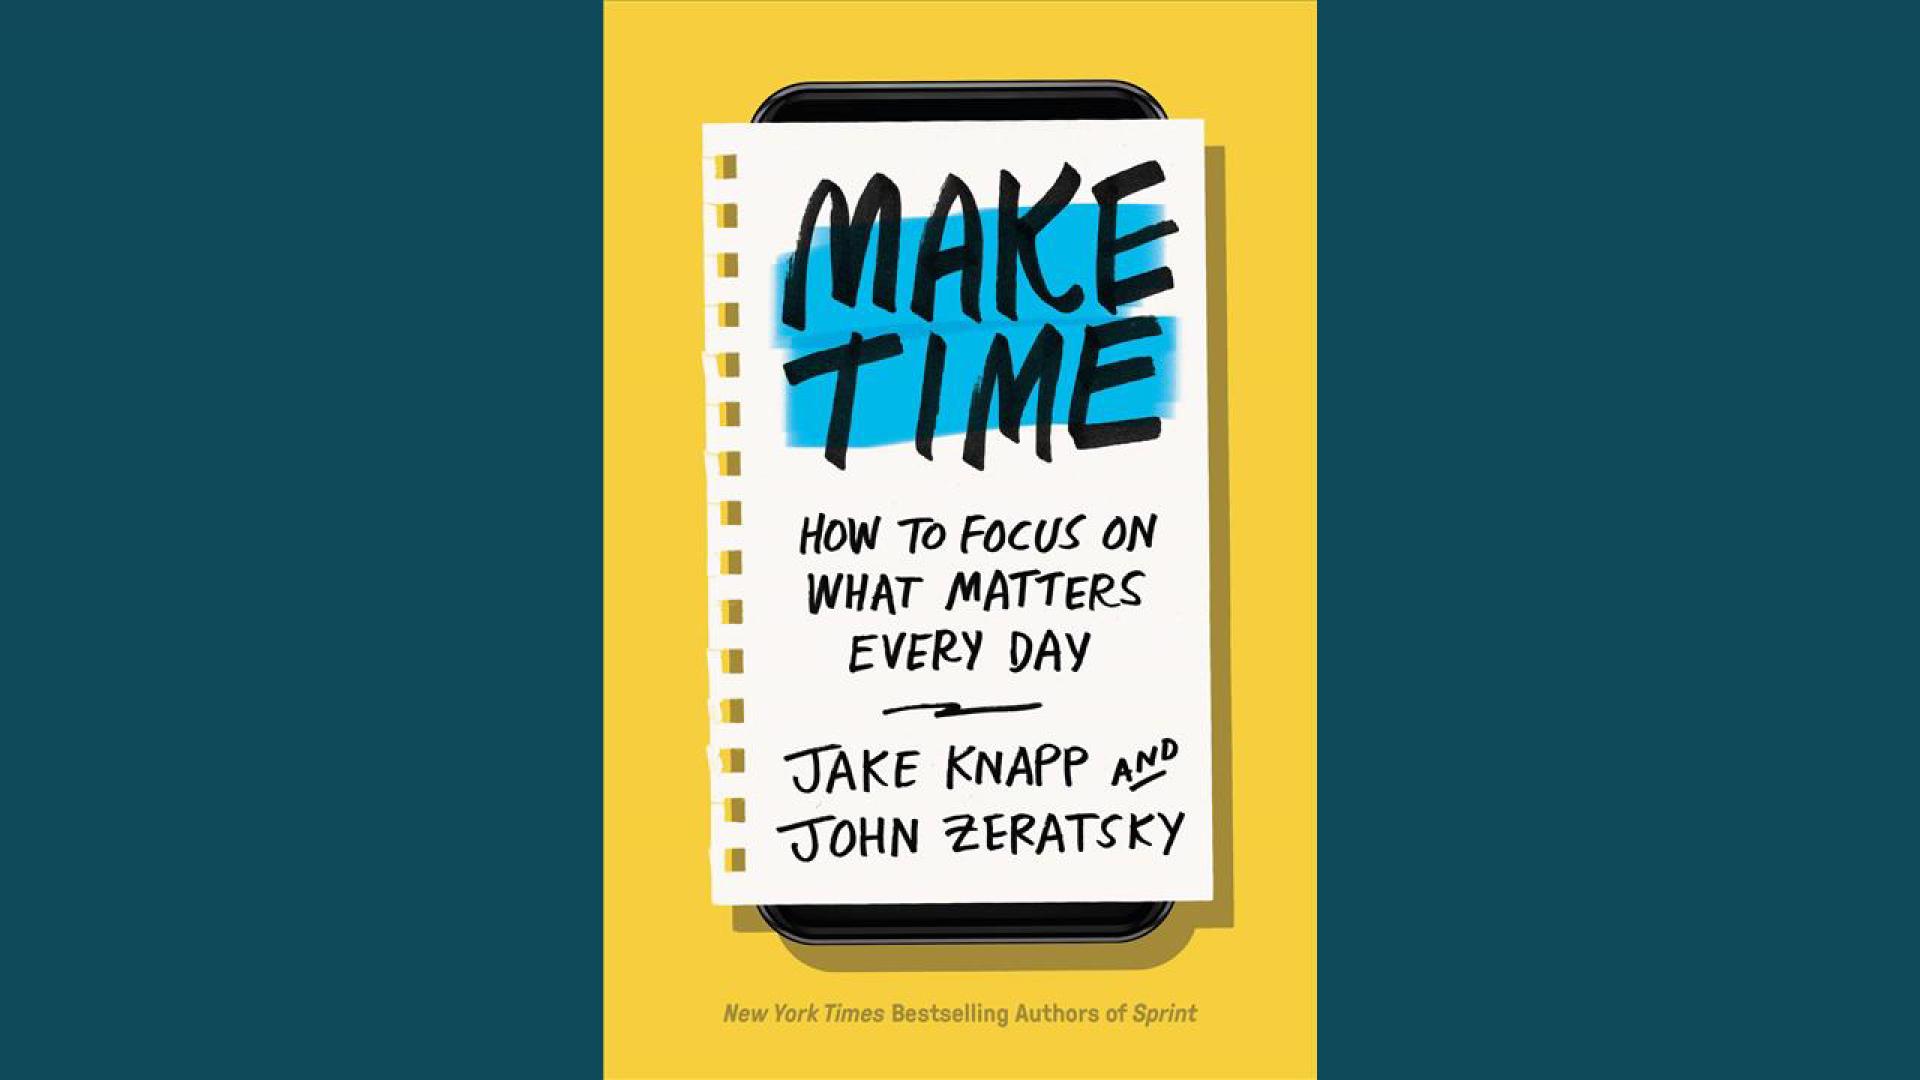 MAKE
TIME
HOW TO FOCUS ON
WHAT MATTERS
EVERY DAY
JAKE KNAPP AND
JOHN ZERATSKY
New York Times Bestselling Authors of Sprint